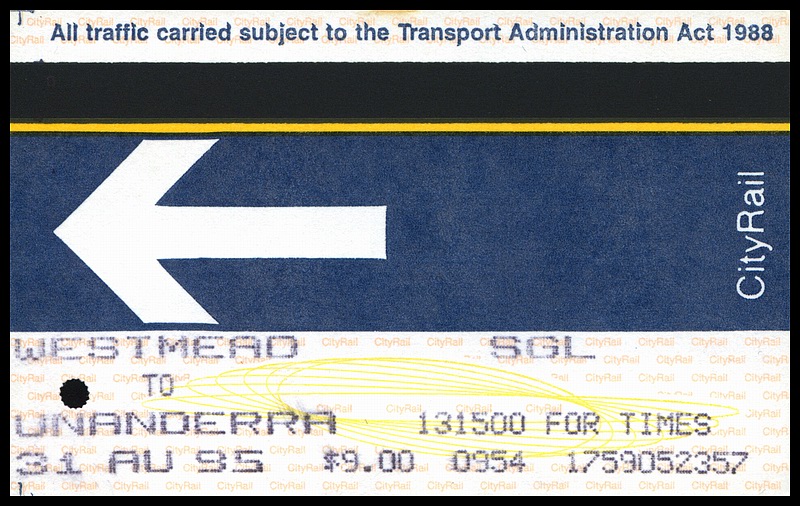 All traffic carried subject to the Transport Administration Act 1988
CityRail
WESTMEAD SGL
TO
UNANDERRA 131500 FOR TIMES
31 AU 95 $9.00 0954 1759052357